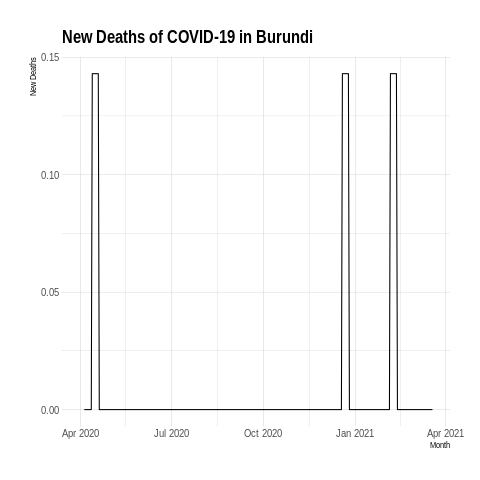 New Deaths of COVID-19 in Burundi
New Deaths
0.15
0.10
0.05
0.00
Apr 2020 Jul 2020 Oct 2020 Jan 2021 Apr 2021
Month